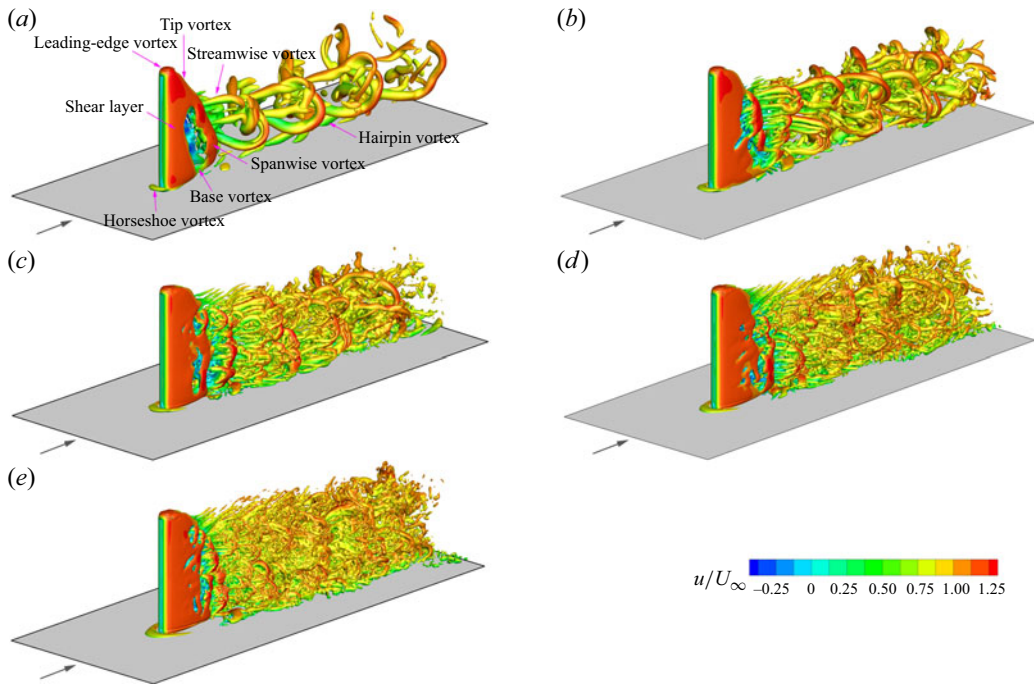 (a)
Tip vortex
Leading-edge vortex
Streamwise vortex
Shear layer
Hairpin vortex
Spanwise vortex
Base vortex
Horseshoe vortex
(b)
(c)
(d)
(e)
u/U∞
−0.25 0 0.25 0.50 0.75 1.00 1.25